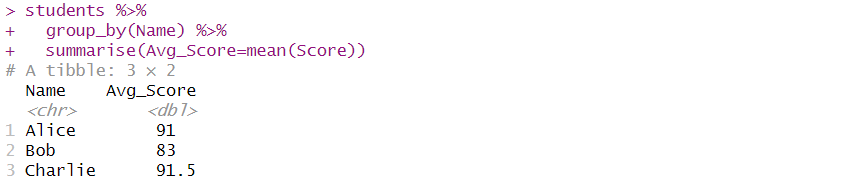 > students %>%
+   group_by(Name) %>%
+   summarise(Avg_Score=mean(Score))
# A tibble: 3 × 2
  Name    Avg_Score
  <chr>       <dbl>
1 Alice        91
2 Bob          83
3 Charlie      91.5